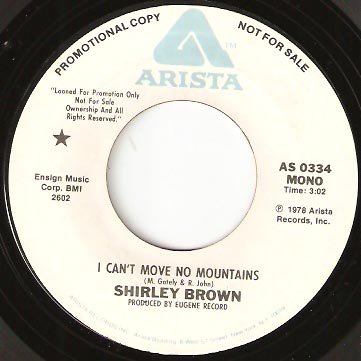 PROMOTIONAL COPY
NOT FOR SALE
TM
ARISTA
"Loaned For Promotion Only
Not For Sale
Ownership And All
Rights Reserved."
Ensign Music
Corp. BMI
2602
AS 0334
MONO
Time: 3:02
℗ 1978 Arista
Records, Inc.
I CAN'T MOVE NO MOUNTAINS
(M. Gately & R. John)
SHIRLEY BROWN
PRODUCED BY EUGENE RECORD